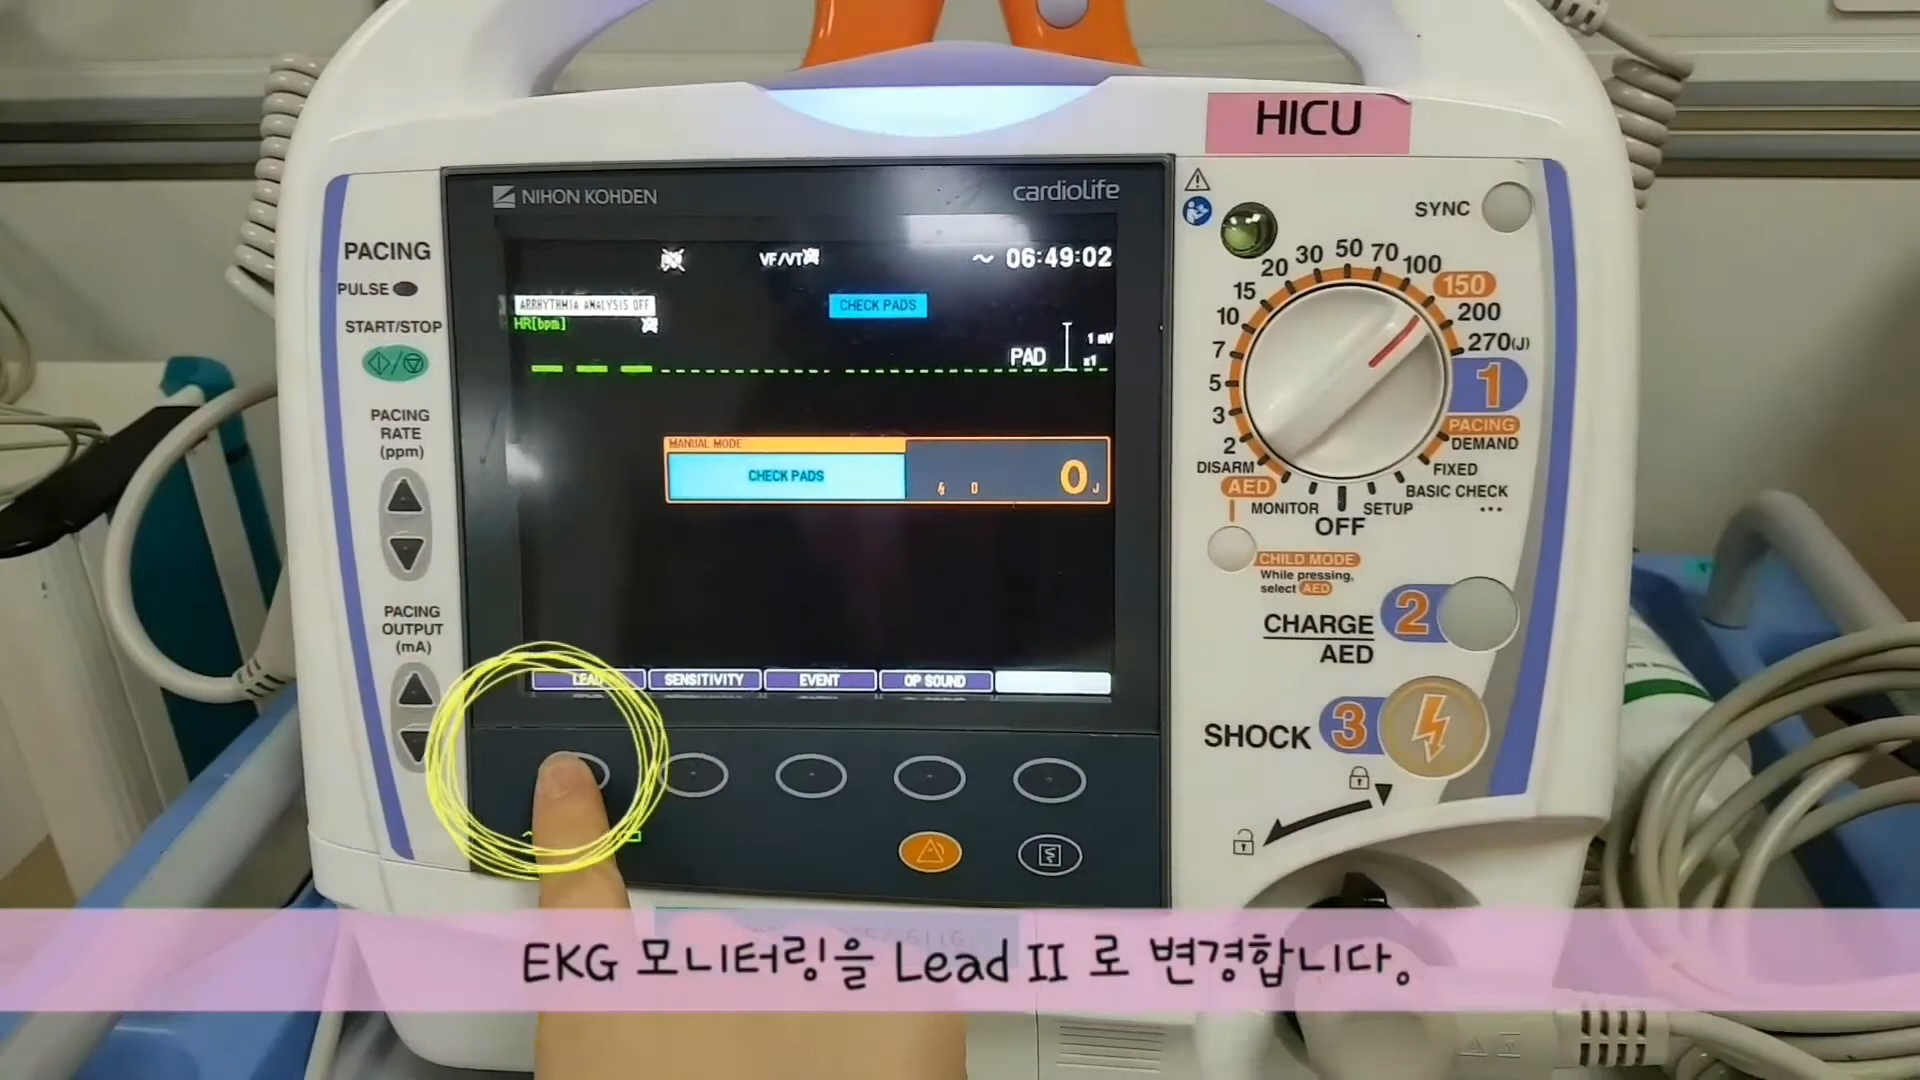 HICU
NIHON KOHDEN
cardiolife
VF/VT
06:49:02
ARRHYTHMIA ANALYSIS OFF
CHECK PADS
HR[bpm]
PAD
1 mV
x1
MANUAL MODE
CHECK PADS
0
0 J
LEAD
SENSITIVITY
EVENT
OP SOUND
PACING
PULSE
START/STOP
PACING
RATE
(ppm)
PACING
OUTPUT
(mA)
SYNC
2
3
5
7
10
15
20
30
50
70
100
150
200
270(J)
1
PACING
DEMAND
FIXED
BASIC CHECK
SETUP
OFF
MONITOR
AED
DISARM
CHILD MODE
While pressing,
select AED
CHARGE 2
AED
SHOCK 3
EKG 모니터링을 Lead II 로 변경합니다.